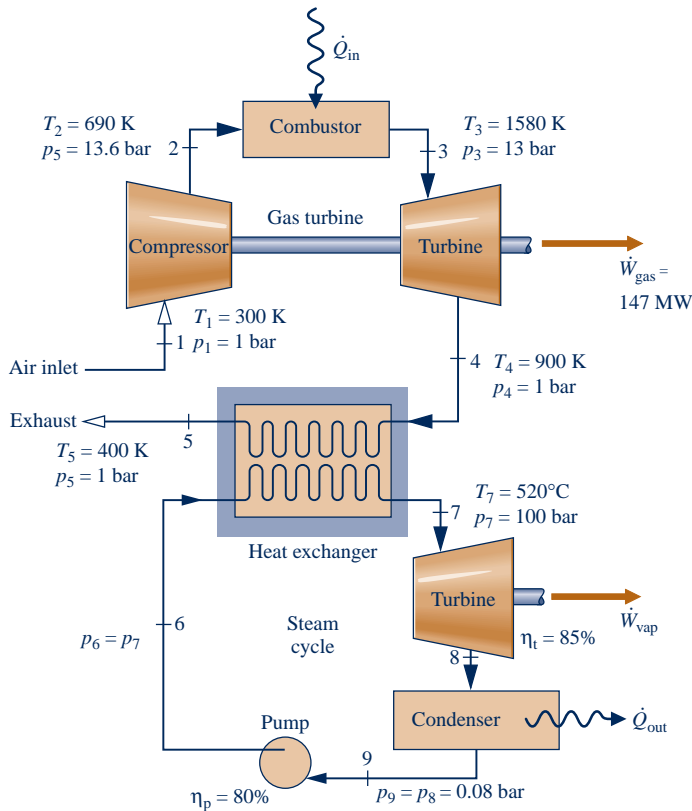 Q̇in
T2 = 690 K
p5 = 13.6 bar
2
Combustor
3
T3 = 1580 K
p3 = 13 bar
Compressor
Gas turbine
Turbine
Ẇgas =
147 MW
T1 = 300 K
p1 = 1 bar
1
Air inlet
4
T4 = 900 K
p4 = 1 bar
Exhaust
5
T5 = 400 K
p5 = 1 bar
T7 = 520°C
p7 = 100 bar
7
Heat exchanger
Turbine
Ẇvap
ηt = 85%
6
p6 = p7
Steam
cycle
8
Condenser
Q̇out
Pump
9
ηp = 80%
p9 = p8 = 0.08 bar